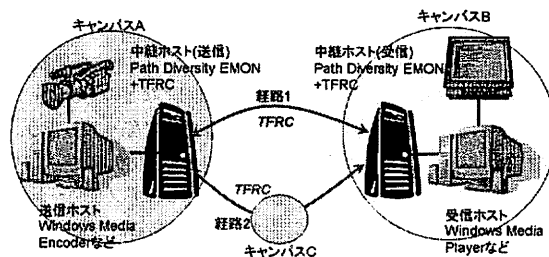 キャンパスA
キャンパスB
中継ホスト(送信)
Path Diversity EMON
+TFRC
中継ホスト(受信)
Path Diversity EMON
+TFRC
経路1
TFRC
TFRC
経路2
キャンパスC
送信ホスト
Windows Media
Encoderなど
受信ホスト
Windows Media
Playerなど